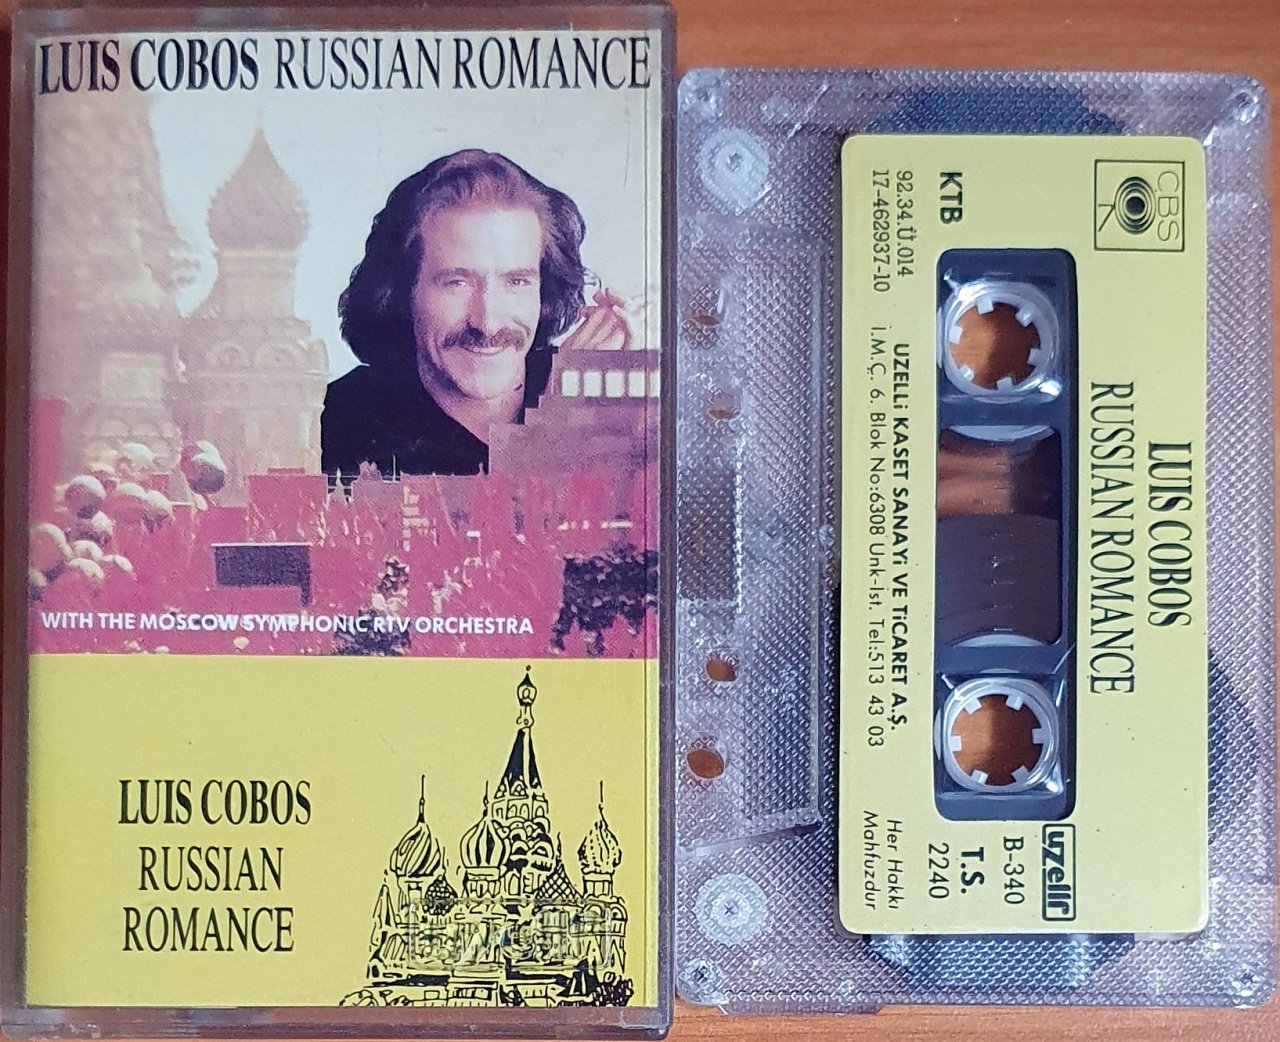 LUIS COBOS RUSSIAN ROMANCE
WITH THE MOSCOW SYMPHONIC RTV ORCHESTRA
LUIS COBOS
RUSSIAN
ROMANCE
CBS
LUIS COBOS
RUSSIAN ROMANCE
KTB
92.34.Ü.014
17-462937-10
UZELLİ KASET SANAYİ VE TİCARET A.Ş.
İ.M.Ç. 6. Blok No:6308 Unk-İst. Tel:513 43 03
uzelli
B-340
T.S.
2240
Her Hakkı
Mahfuzdur